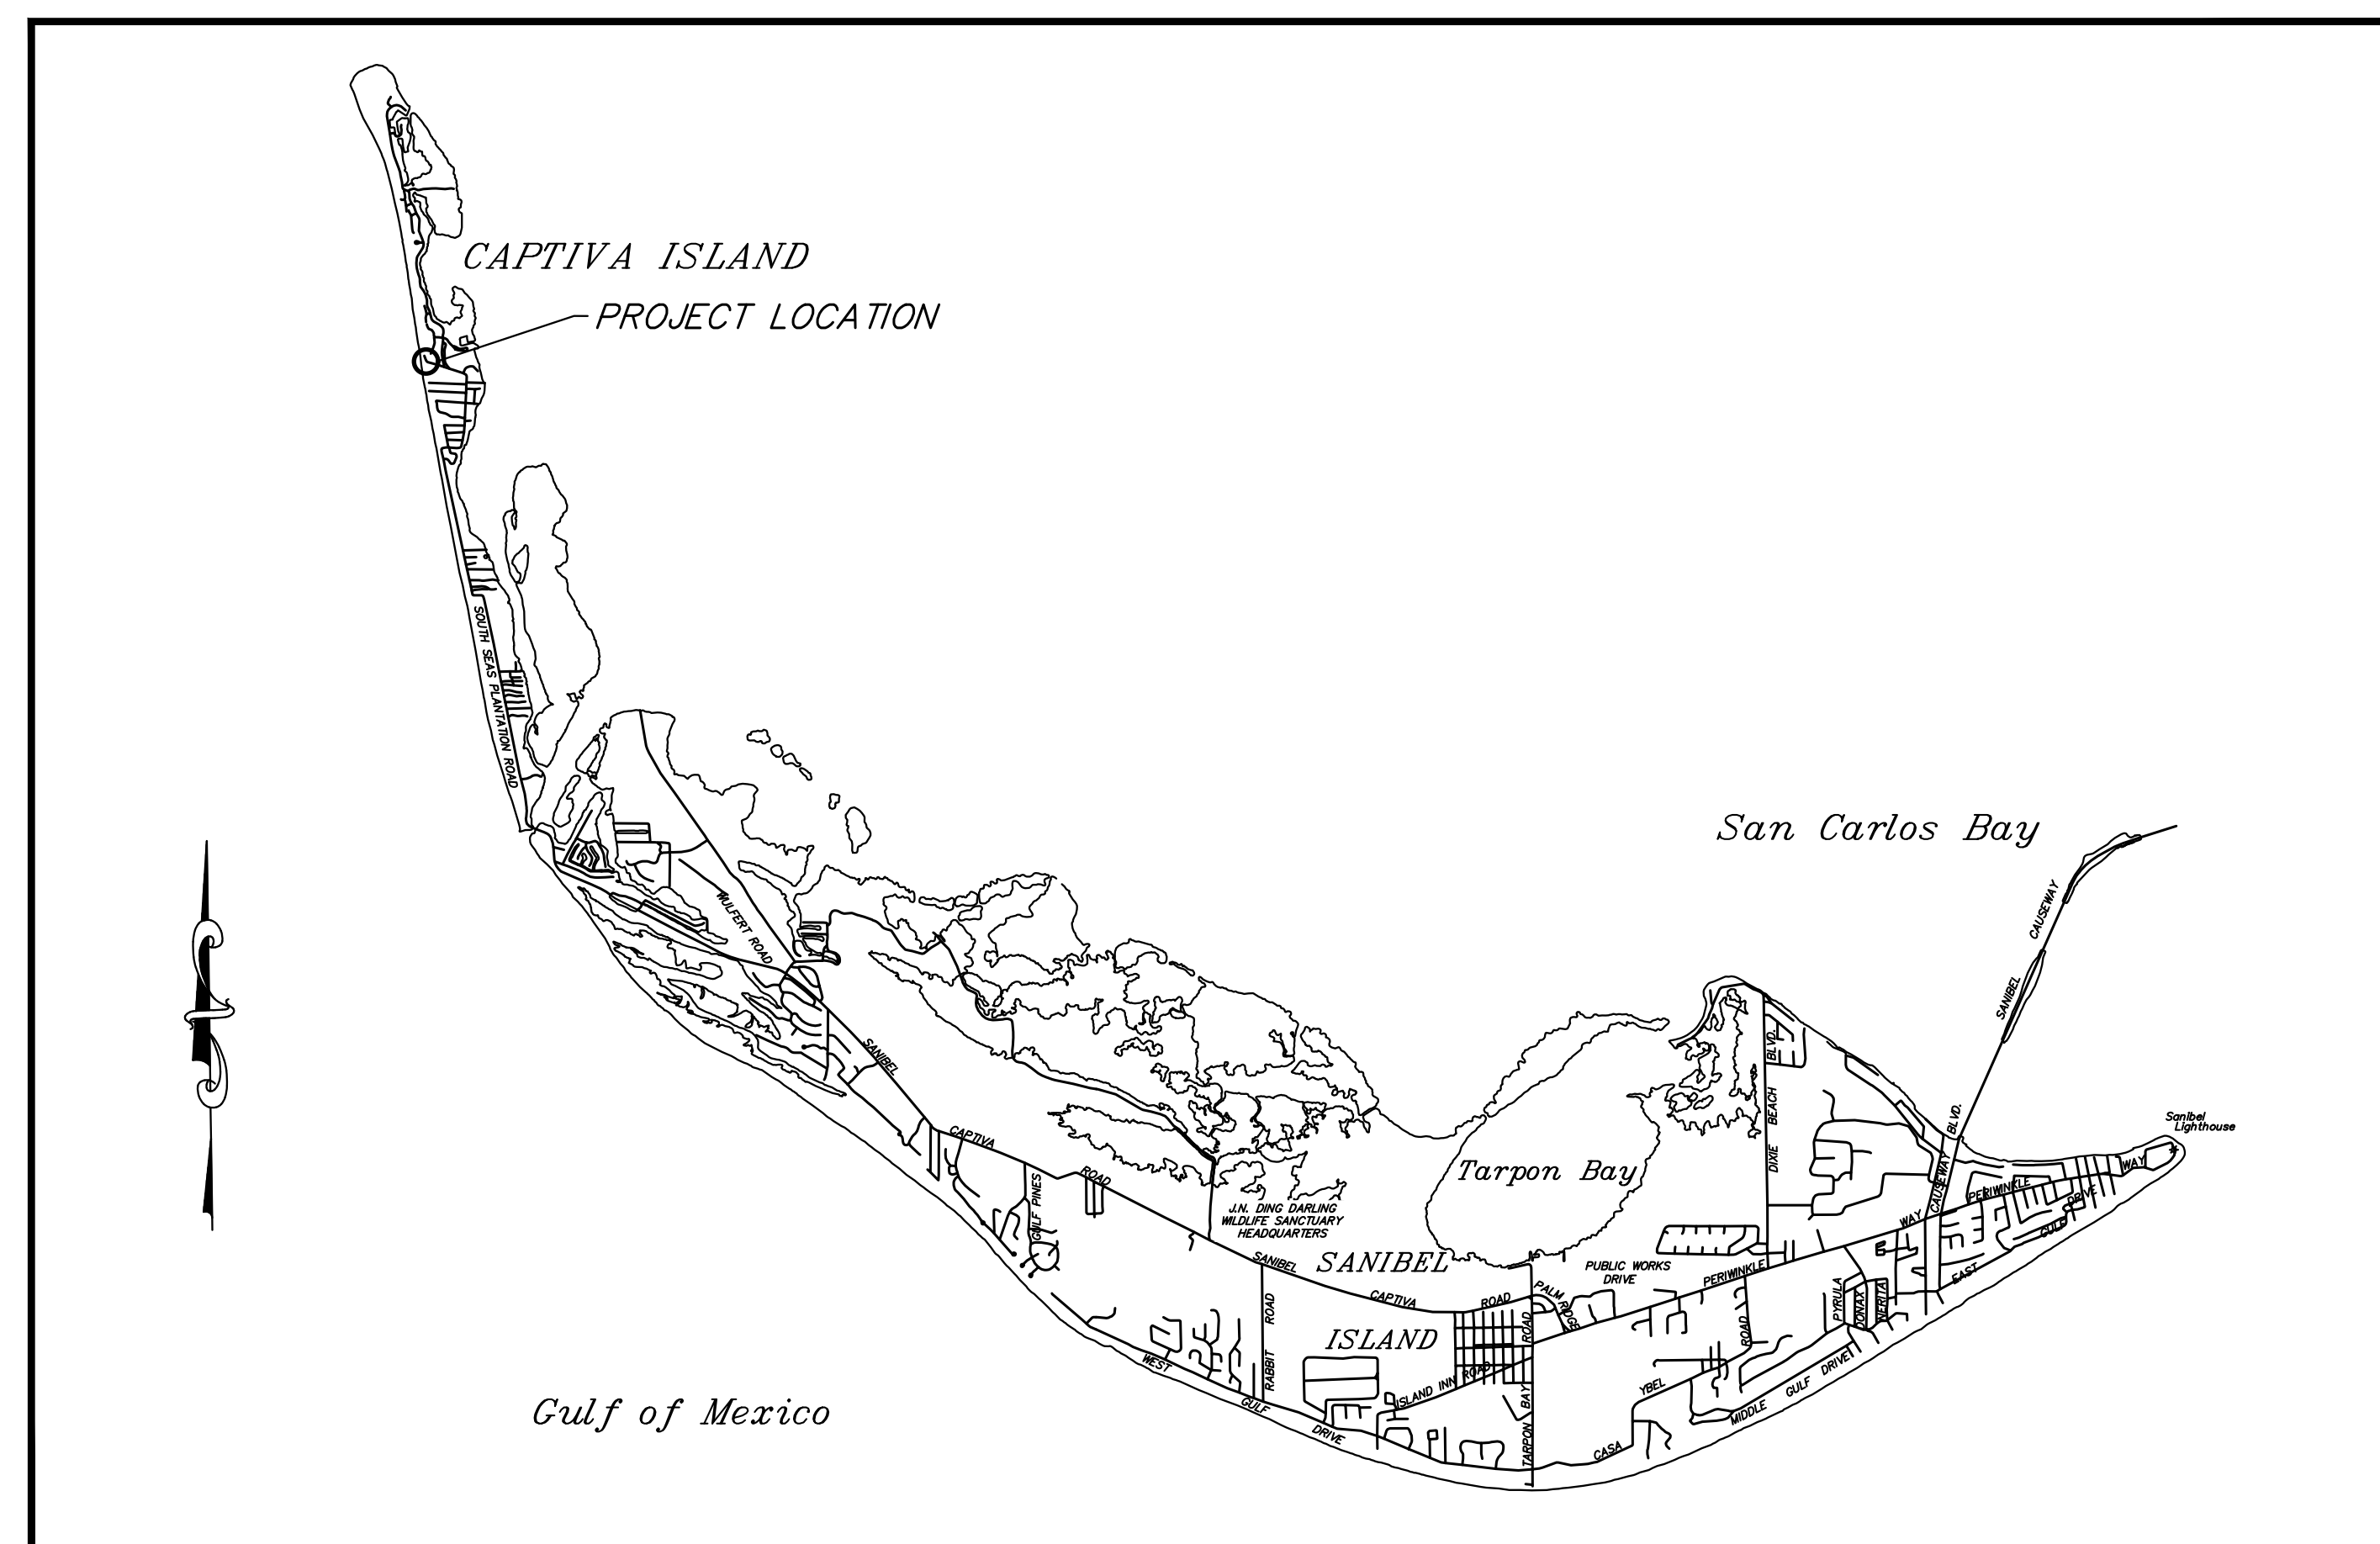 CAPTIVA ISLAND
PROJECT LOCATION
SOUTH SEAS PLANTATION ROAD
San Carlos Bay
WULFERT ROAD
SANIBEL CAUSEWAY
SANIBEL
CAPTIVA
ROAD
GULF PINES
J.N. DING DARLING
WILDLIFE SANCTUARY
HEADQUARTERS
Tarpon Bay
DIXIE BEACH BLVD.
CAUSEWAY BLVD.
Sanibel
Lighthouse
PERIWINKLE WAY
EAST GULF DRIVE
SANIBEL
CAPTIVA
ROAD
SANIBEL
ISLAND
PALM RIDGE
PUBLIC WORKS
DRIVE
PERIWINKLE WAY
RABBIT ROAD
ISLAND INN ROAD
TARPON BAY ROAD
PYRULA
DONAX
NERITA
WEST GULF DRIVE
CASA YBEL ROAD
MIDDLE GULF DRIVE
Gulf of Mexico